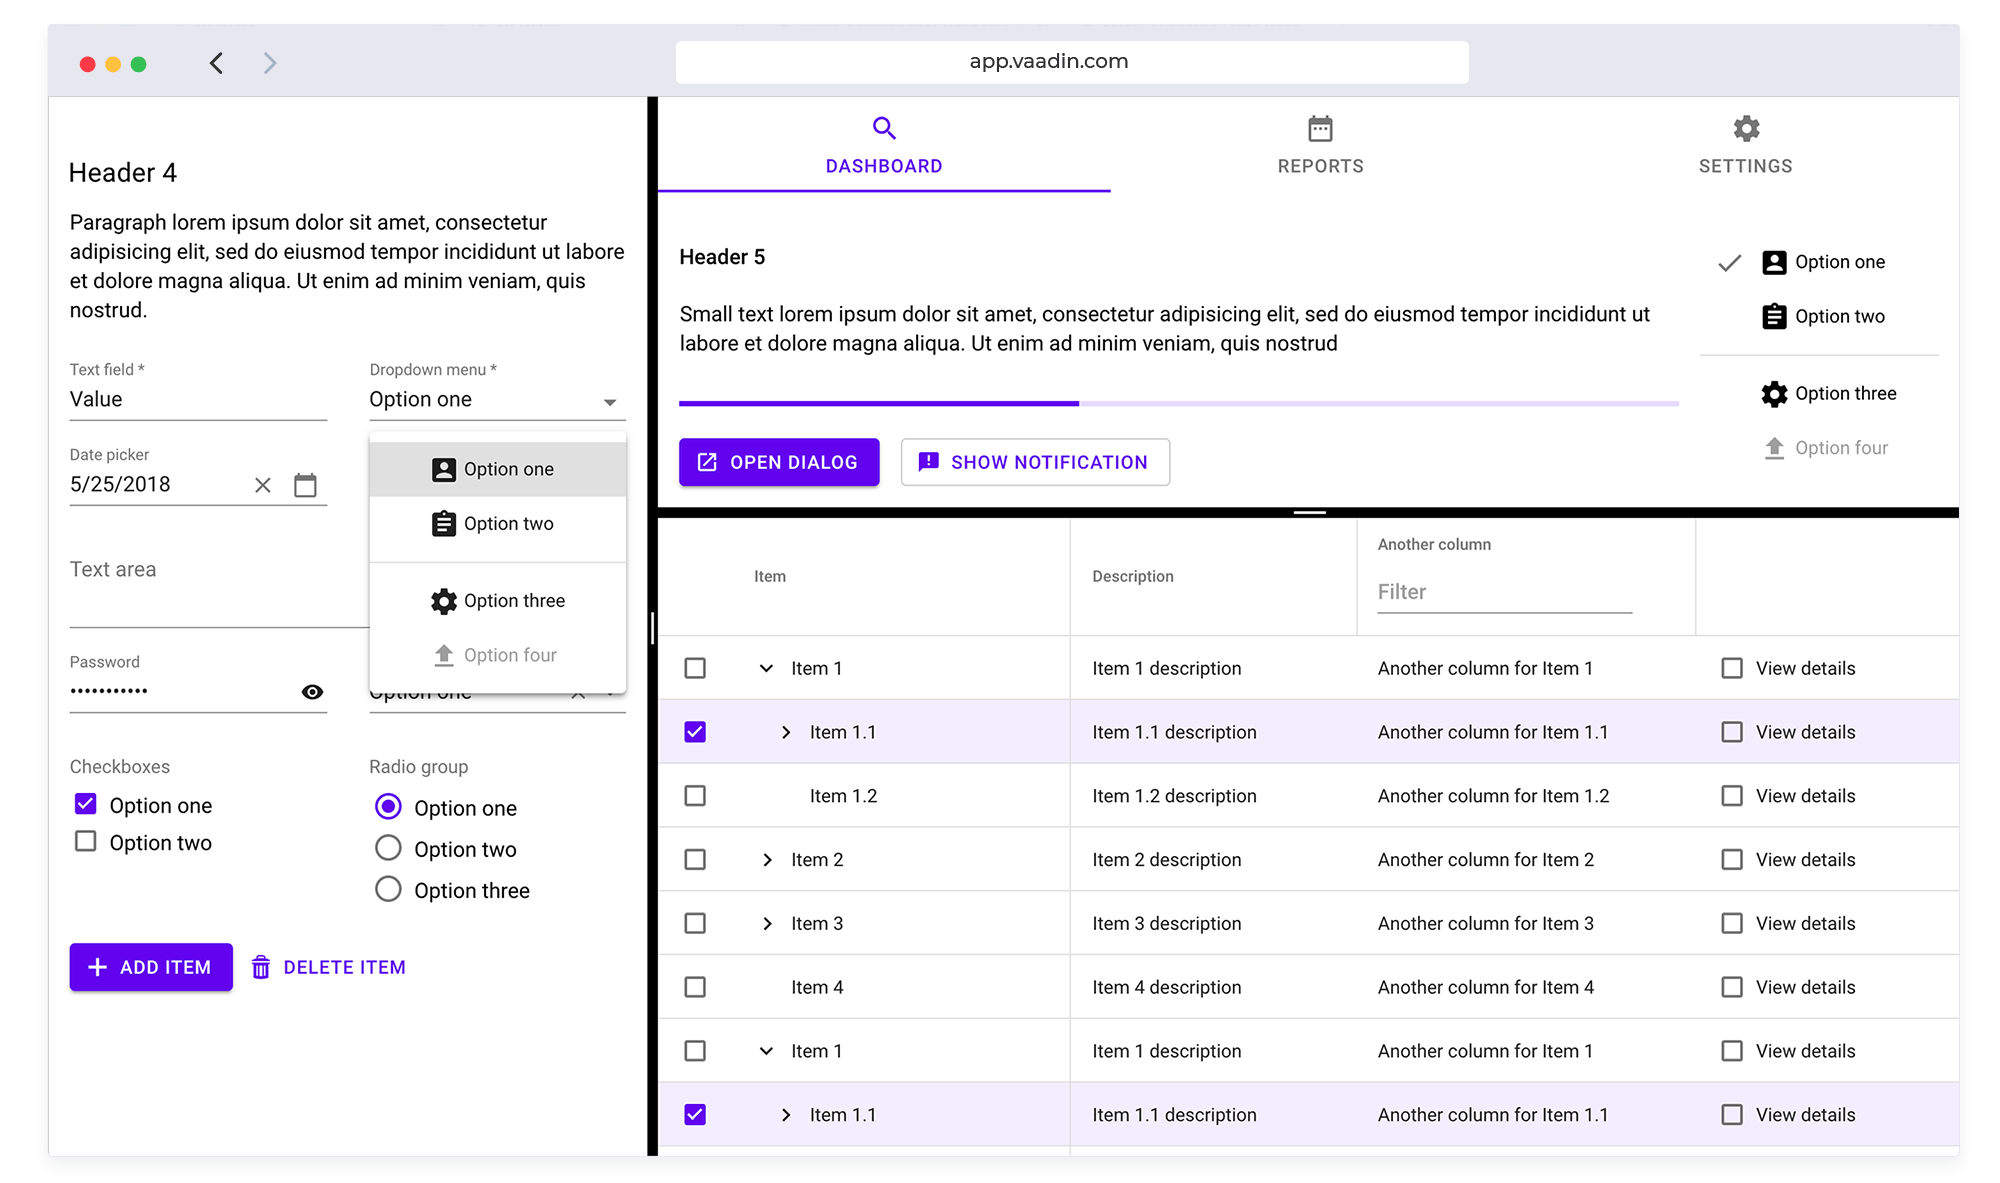 app.vaadin.com
Header 4
Paragraph lorem ipsum dolor sit amet, consectetur
adipisicing elit, sed do eiusmod tempor incididunt ut labore
et dolore magna aliqua. Ut enim ad minim veniam, quis
nostrud.
Text field *
Value
Dropdown menu *
Option one
Date picker
5/25/2018
Option one
Option two
Option three
Option four
Text area
Password
•••••••••••
Option one
Checkboxes
Option one
Option two
Radio group
Option one
Option two
Option three
ADD ITEM
DELETE ITEM
DASHBOARD
REPORTS
SETTINGS
Header 5
Small text lorem ipsum dolor sit amet, consectetur adipisicing elit, sed do eiusmod tempor incididunt ut
labore et dolore magna aliqua. Ut enim ad minim veniam, quis nostrud
OPEN DIALOG
SHOW NOTIFICATION
Option one
Option two
Option three
Option four
Item Description Another column
Filter
Item 1 Item 1 description Another column for Item 1 View details
Item 1.1 Item 1.1 description Another column for Item 1.1 View details
Item 1.2 Item 1.2 description Another column for Item 1.2 View details
Item 2 Item 2 description Another column for Item 2 View details
Item 3 Item 3 description Another column for Item 3 View details
Item 4 Item 4 description Another column for Item 4 View details
Item 1 Item 1 description Another column for Item 1 View details
Item 1.1 Item 1.1 description Another column for Item 1.1 View details